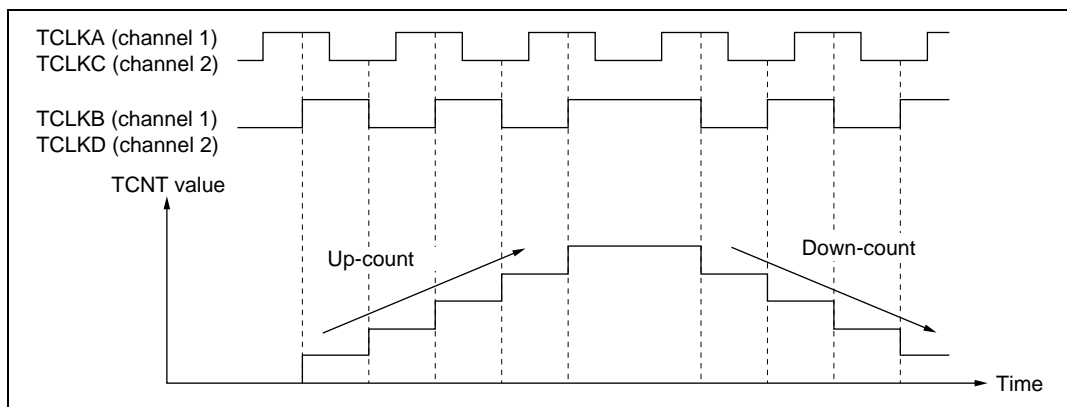 TCLKA (channel 1)
TCLKC (channel 2)
TCLKB (channel 1)
TCLKD (channel 2)
TCNT value
Up-count
Down-count
Time